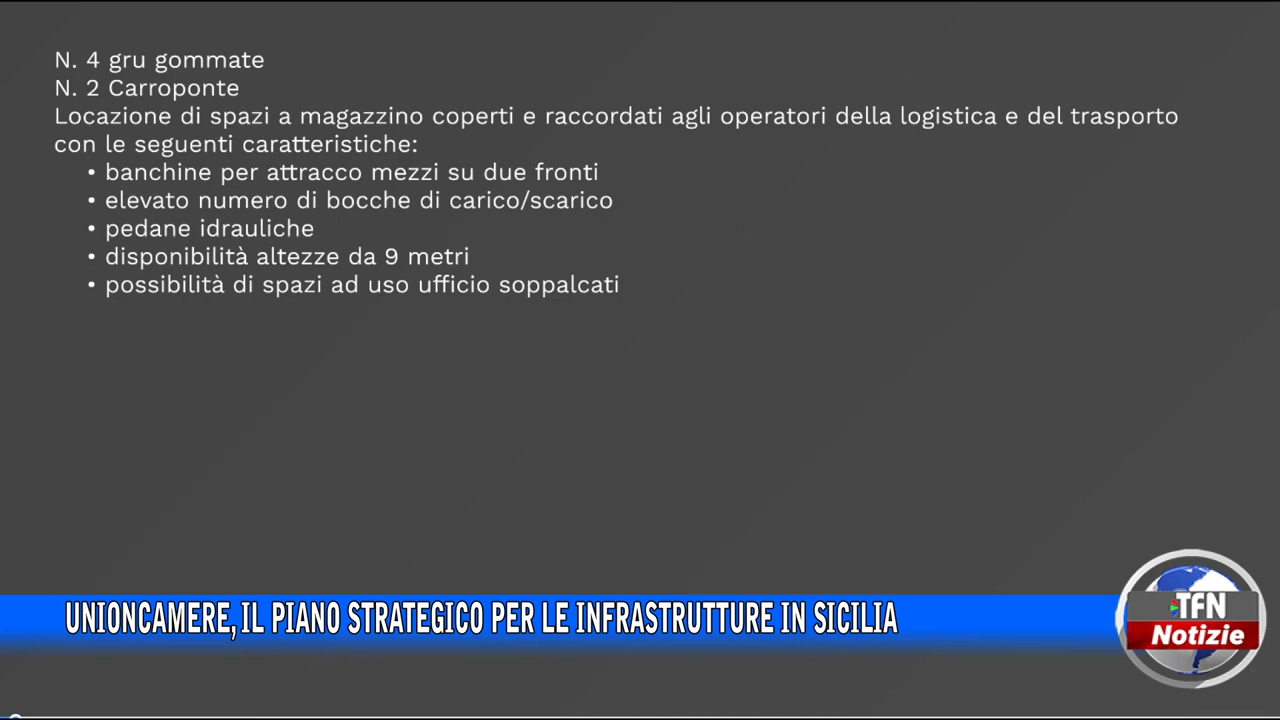 N. 4 gru gommate
N. 2 Carroponte
Locazione di spazi a magazzino coperti e raccordati agli operatori della logistica e del trasporto
con le seguenti caratteristiche:
• banchine per attracco mezzi su due fronti
• elevato numero di bocche di carico/scarico
• pedane idrauliche
• disponibilità altezze da 9 metri
• possibilità di spazi ad uso ufficio soppalcati
UNIONCAMERE, IL PIANO STRATEGICO PER LE INFRASTRUTTURE IN SICILIA
TFN
Notizie